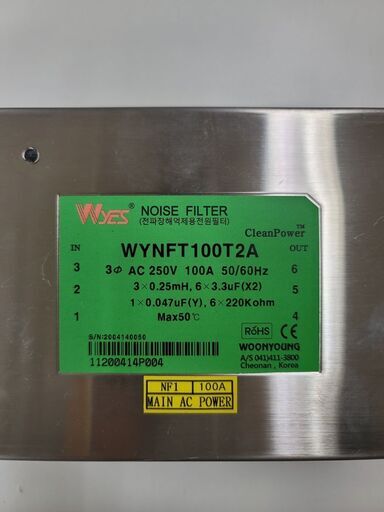 WYES® NOISE FILTER
(전파장해억제용전원필터)
CleanPower™
IN WYNFT100T2A OUT
3 3Φ AC 250V 100A 50/60Hz 6
2 3×0.25mH, 6×3.3uF(X2) 5
1×0.047uF(Y), 6×220Kohm
1 Max50℃ 4
S/N:2004140050
RoHS CE
WOONYOUNG
11200414P004
A/S 041)411-3800
Cheonan, Korea
NF1 100A
MAIN AC POWER